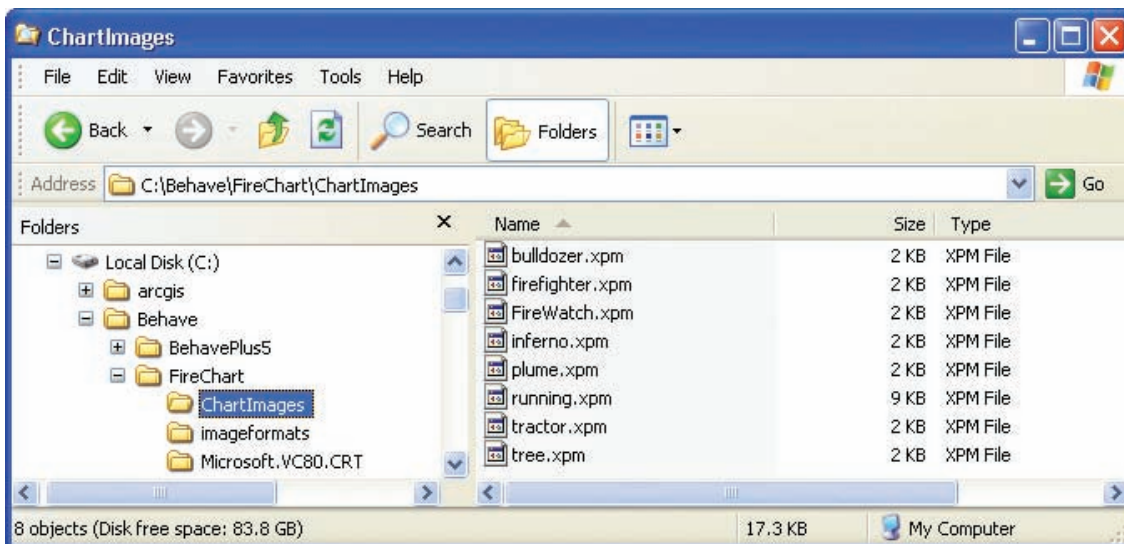 ChartImages
File Edit View Favorites Tools Help
Back Search Folders
Address C:\Behave\FireChart\ChartImages Go
Folders
Local Disk (C:)
arcgis
Behave
BehavePlus5
FireChart
ChartImages
imageformats
Microsoft.VC80.CRT
Name Size Type
bulldozer.xpm 2 KB XPM File
firefighter.xpm 2 KB XPM File
FireWatch.xpm 2 KB XPM File
inferno.xpm 2 KB XPM File
plume.xpm 2 KB XPM File
running.xpm 9 KB XPM File
tractor.xpm 2 KB XPM File
tree.xpm 2 KB XPM File
8 objects (Disk free space: 83.8 GB) 17.3 KB My Computer